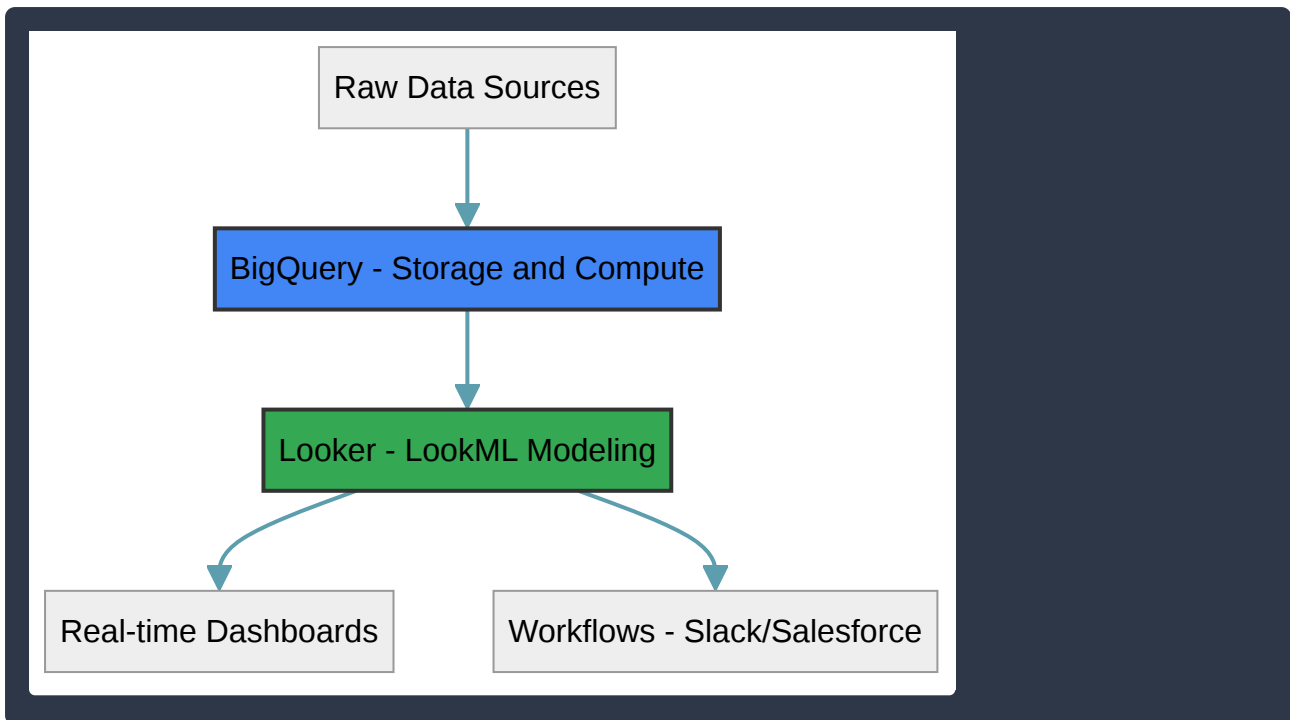 Raw Data Sources
BigQuery - Storage and Compute
Looker - LookML Modeling
Real-time Dashboards
Workflows - Slack/Salesforce